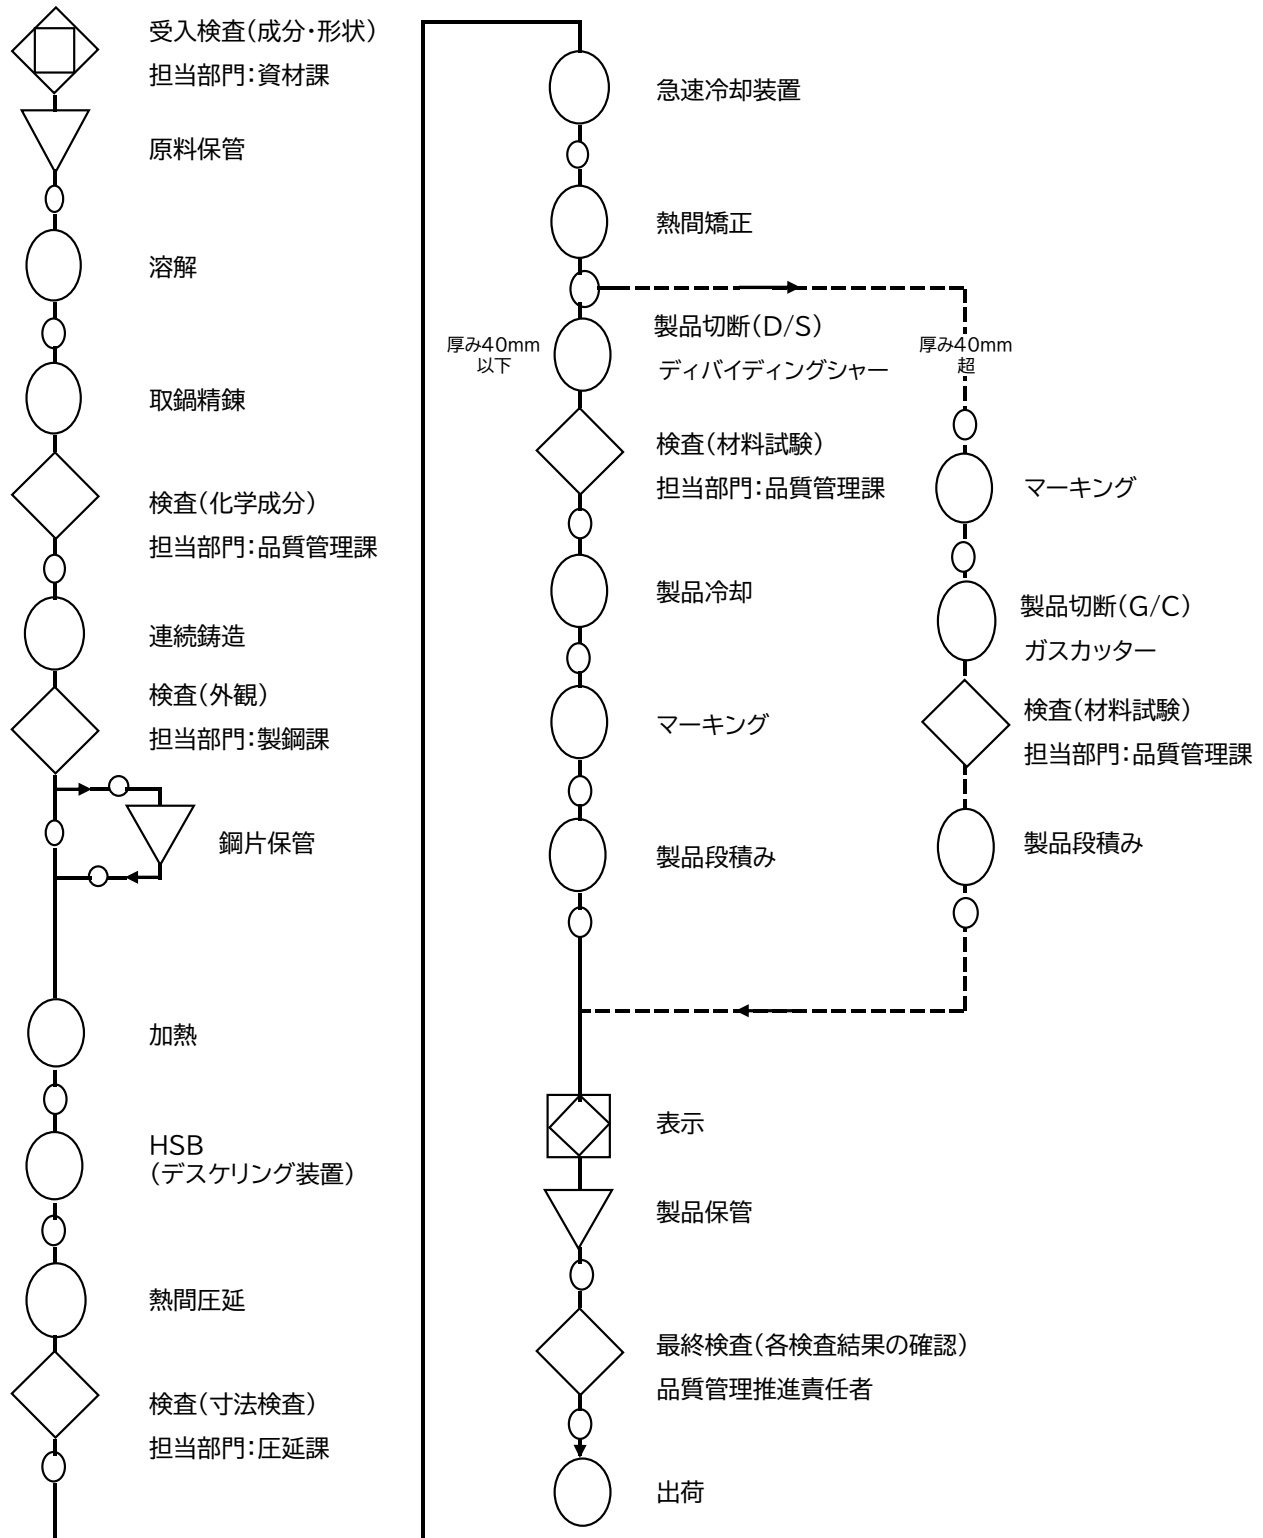 受入検査(成分・形状)
担当部門：資材課
原料保管
溶解
取鍋精錬
検査(化学成分)
担当部門：品質管理課
連続鋳造
検査(外観)
担当部門：製鋼課
鋼片保管
加熱
HSB
(デスケリング装置)
熱間圧延
検査(寸法検査)
担当部門：圧延課
急速冷却装置
熱間矯正
厚み40mm
以下
製品切断(D/S)
ディバイディングシャー
検査(材料試験)
担当部門：品質管理課
製品冷却
マーキング
製品段積み
厚み40mm
超
マーキング
製品切断(G/C)
ガスカッター
検査(材料試験)
担当部門：品質管理課
製品段積み
表示
製品保管
最終検査(各検査結果の確認)
品質管理推進責任者
出荷